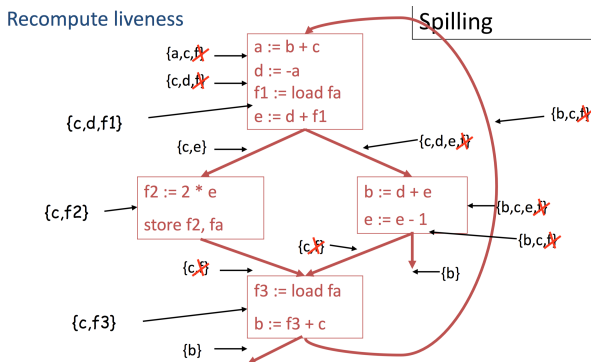 Recompute liveness
Spilling
a := b + c
{a,c,f}
d := -a
{c,d,f}
f1 := load fa
{c,d,f1}
e := d + f1
{b,c,f}
{c,e}
{c,d,e,f}
f2 := 2 * e
store f2, fa
{c,f2}
b := d + e
e := e - 1
{b,c,e,f}
{b,c,f}
{c,f}
{c,f}
{b}
f3 := load fa
b := f3 + c
{c,f3}
{b}